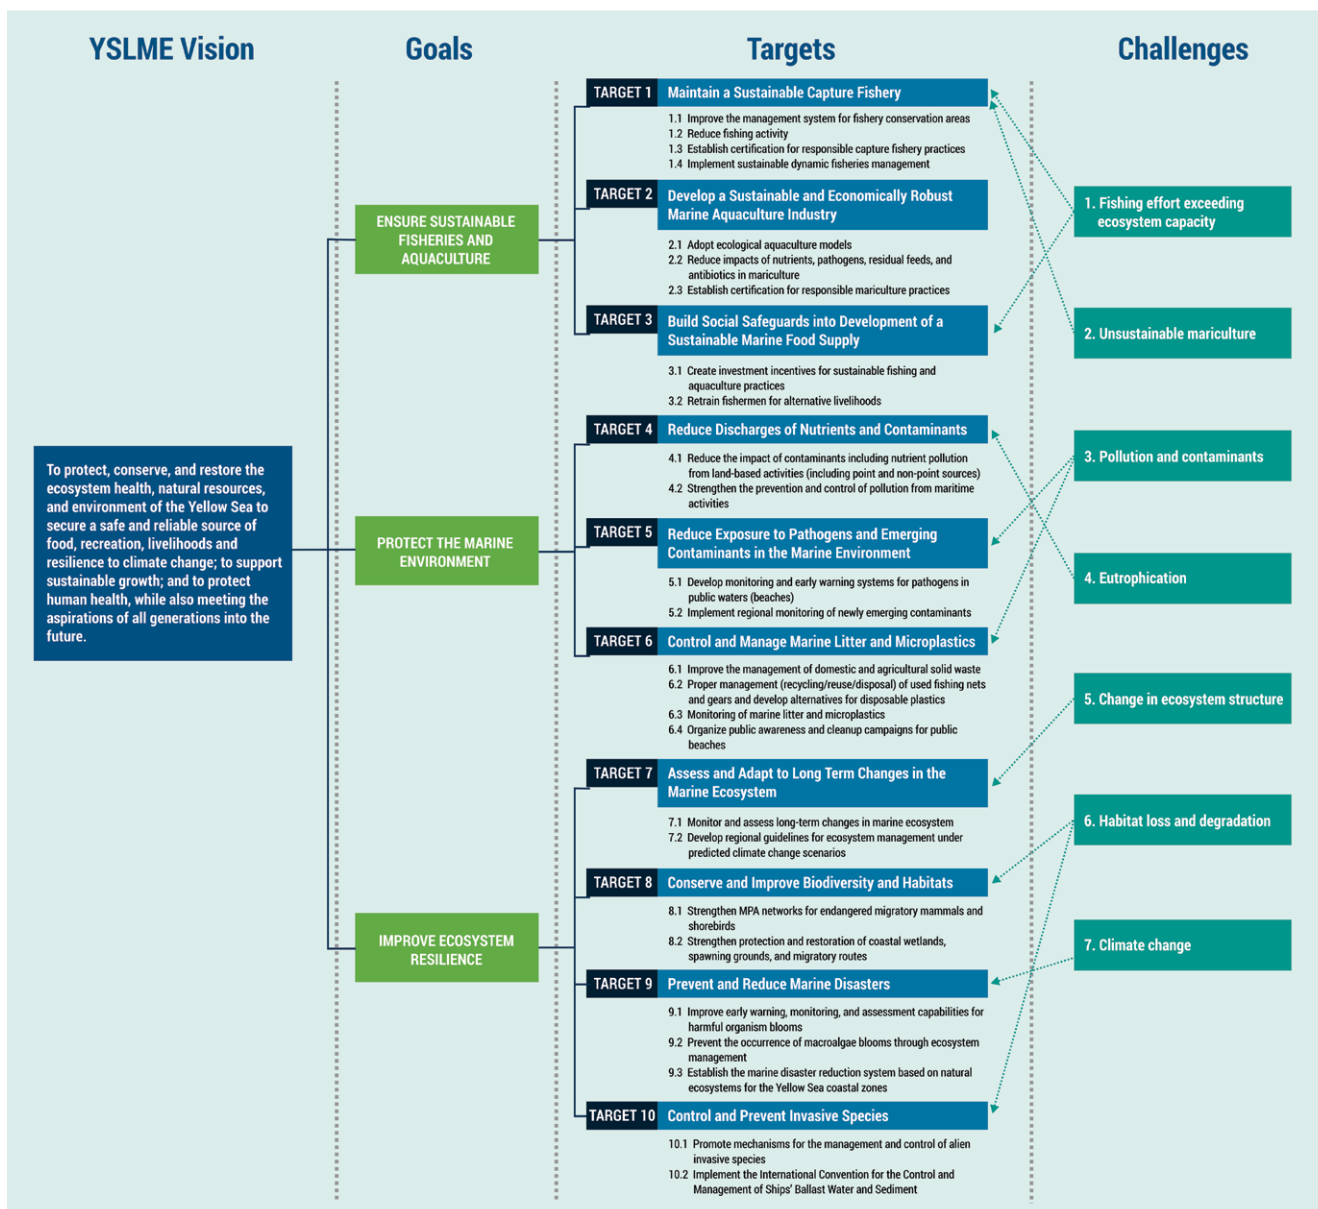 YSLME Vision
Goals
Targets
Challenges
To protect, conserve, and restore the
ecosystem health, natural resources,
and environment of the Yellow Sea to
secure a safe and reliable source of
food, recreation, livelihoods and
resilience to climate change; to support
sustainable growth; and to protect
human health, while also meeting the
aspirations of all generations into the
future.
ENSURE SUSTAINABLE
FISHERIES AND
AQUACULTURE
PROTECT THE MARINE
ENVIRONMENT
IMPROVE ECOSYSTEM
RESILIENCE
TARGET 1 Maintain a Sustainable Capture Fishery
1.1 Improve the management system for fishery conservation areas
1.2 Reduce fishing activity
1.3 Establish certification for responsible capture fishery practices
1.4 Implement sustainable dynamic fisheries management
TARGET 2 Develop a Sustainable and Economically Robust
Marine Aquaculture Industry
2.1 Adopt ecological aquaculture models
2.2 Reduce impacts of nutrients, pathogens, residual feeds, and
antibiotics in mariculture
2.3 Establish certification for responsible mariculture practices
TARGET 3 Build Social Safeguards into Development of a
Sustainable Marine Food Supply
3.1 Create investment incentives for sustainable fishing and
aquaculture practices
3.2 Retrain fishermen for alternative livelihoods
TARGET 4 Reduce Discharges of Nutrients and Contaminants
4.1 Reduce the impact of contaminants including nutrient pollution
from land-based activities (including point and non-point sources)
4.2 Strengthen the prevention and control of pollution from maritime
activities
TARGET 5 Reduce Exposure to Pathogens and Emerging
Contaminants in the Marine Environment
5.1 Develop monitoring and early warning systems for pathogens in
public waters (beaches)
5.2 Implement regional monitoring of newly emerging contaminants
TARGET 6 Control and Manage Marine Litter and Microplastics
6.1 Improve the management of domestic and agricultural solid waste
6.2 Proper management (recycling/reuse/disposal) of used fishing nets
and gears and develop alternatives for disposable plastics
6.3 Monitoring of marine litter and microplastics
6.4 Organize public awareness and cleanup campaigns for public
beaches
TARGET 7 Assess and Adapt to Long Term Changes in the
Marine Ecosystem
7.1 Monitor and assess long-term changes in marine ecosystem
7.2 Develop regional guidelines for ecosystem management under
predicted climate change scenarios
TARGET 8 Conserve and Improve Biodiversity and Habitats
8.1 Strengthen MPA networks for endangered migratory mammals and
shorebirds
8.2 Strengthen protection and restoration of coastal wetlands,
spawning grounds, and migratory routes
TARGET 9 Prevent and Reduce Marine Disasters
9.1 Improve early warning, monitoring, and assessment capabilities for
harmful organism blooms
9.2 Prevent the occurrence of macroalgae blooms through ecosystem
management
9.3 Establish the marine disaster reduction system based on natural
ecosystems for the Yellow Sea coastal zones
TARGET 10 Control and Prevent Invasive Species
10.1 Promote mechanisms for the management and control of alien
invasive species
10.2 Implement the International Convention for the Control and
Management of Ships' Ballast Water and Sediment
1. Fishing effort exceeding
ecosystem capacity
2. Unsustainable mariculture
3. Pollution and contaminants
4. Eutrophication
5. Change in ecosystem structure
6. Habitat loss and degradation
7. Climate change